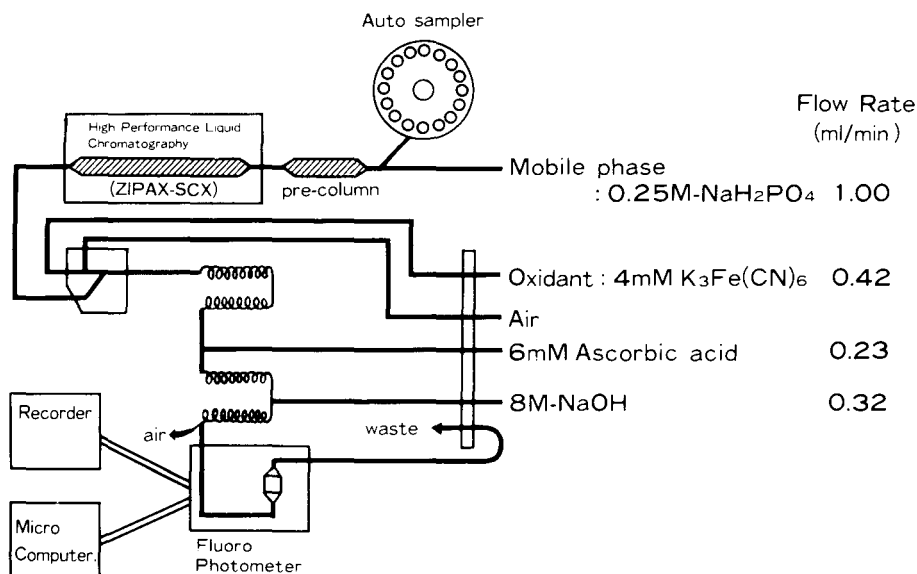 Auto sampler
Flow Rate
(ml/min)
High Performance Liquid
Chromatography
(ZIPAX-SCX)
pre-column
Mobile phase
: 0.25M-NaH₂PO₄ 1.00
Oxidant : 4mM K₃Fe(CN)₆ 0.42
Air
6mM Ascorbic acid 0.23
8M-NaOH 0.32
Recorder
air
waste
Micro
Computer.
Fluoro
Photometer